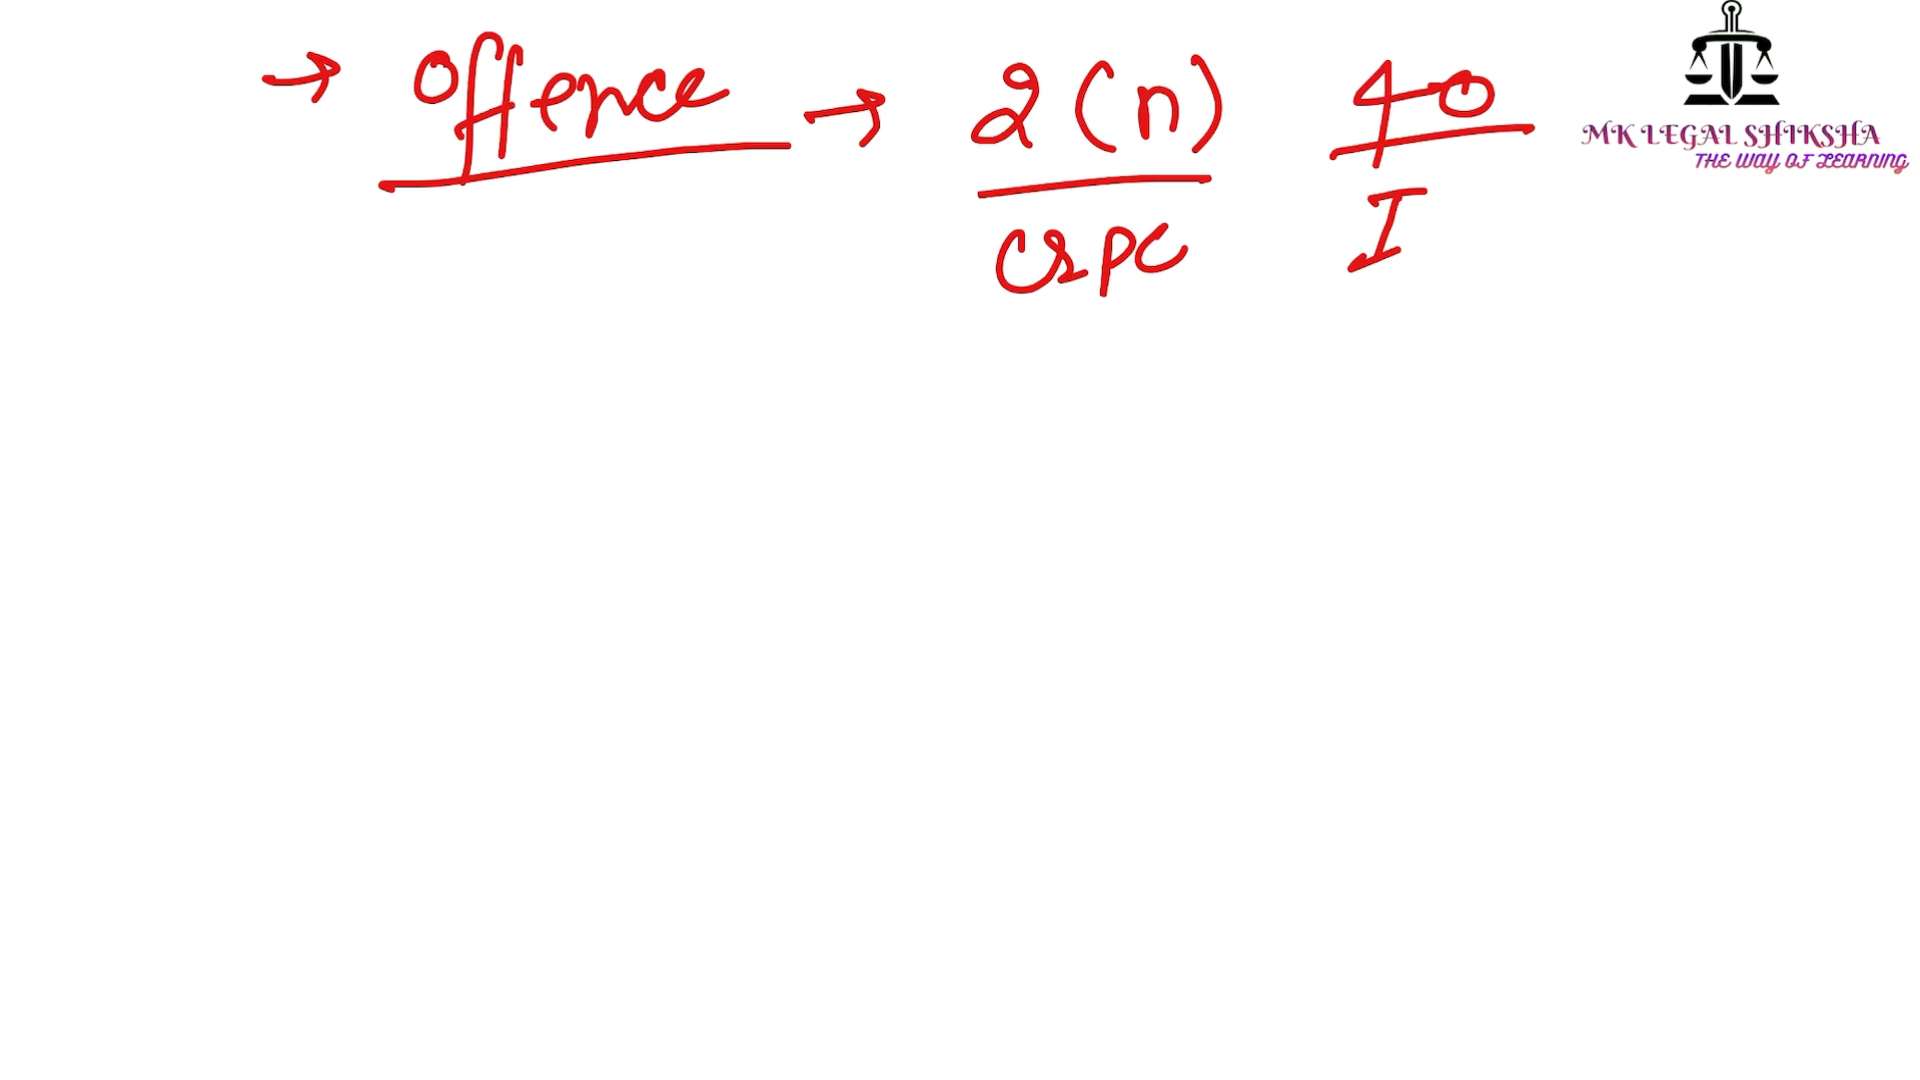 → Offence → 2(n) 40
CrPC I
MK LEGAL SHIKSHA
THE WAY OF LEARNING